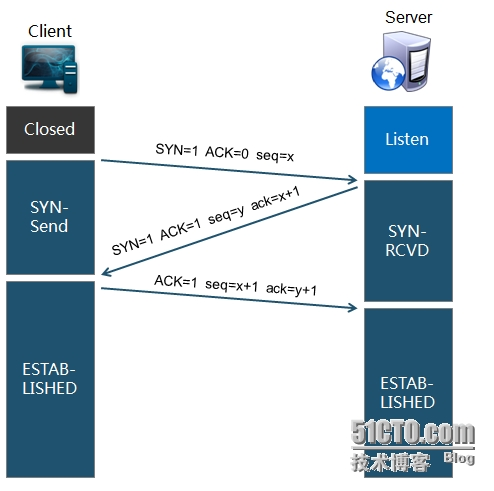 Client
Server
Closed
Listen
SYN=1 ACK=0 seq=x
SYN-
Send
SYN=1 ACK=1 seq=y ack=x+1
SYN-
RCVD
ACK=1 seq=x+1 ack=y+1
ESTAB-
LISHED
ESTAB-
LISHED
51CTO.com
技术博客 Blog